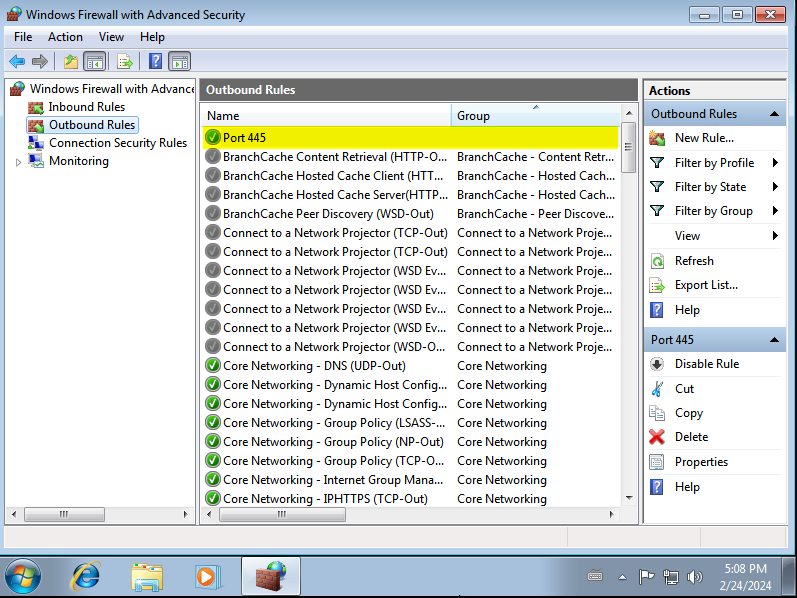 Windows Firewall with Advanced Security
File Action View Help
Windows Firewall with Advance
Inbound Rules
Outbound Rules
Connection Security Rules
Monitoring
Outbound Rules
Name Group
Port 445
BranchCache Content Retrieval (HTTP-O... BranchCache - Content Retr...
BranchCache Hosted Cache Client (HTT... BranchCache - Hosted Cach...
BranchCache Hosted Cache Server(HTTP... BranchCache - Hosted Cach...
BranchCache Peer Discovery (WSD-Out) BranchCache - Peer Discove...
Connect to a Network Projector (TCP-Out) Connect to a Network Proje...
Connect to a Network Projector (TCP-Out) Connect to a Network Proje...
Connect to a Network Projector (WSD Ev... Connect to a Network Proje...
Connect to a Network Projector (WSD Ev... Connect to a Network Proje...
Connect to a Network Projector (WSD Ev... Connect to a Network Proje...
Connect to a Network Projector (WSD Ev... Connect to a Network Proje...
Connect to a Network Projector (WSD-O... Connect to a Network Proje...
Core Networking - DNS (UDP-Out) Core Networking
Core Networking - Dynamic Host Config... Core Networking
Core Networking - Dynamic Host Config... Core Networking
Core Networking - Group Policy (LSASS-... Core Networking
Core Networking - Group Policy (NP-Out) Core Networking
Core Networking - Group Policy (TCP-O... Core Networking
Core Networking - Internet Group Mana... Core Networking
Core Networking - IPHTTPS (TCP-Out) Core Networking
Actions
Outbound Rules
New Rule...
Filter by Profile
Filter by State
Filter by Group
View
Refresh
Export List...
Help
Port 445
Disable Rule
Cut
Copy
Delete
Properties
Help
5:08 PM
2/24/2024